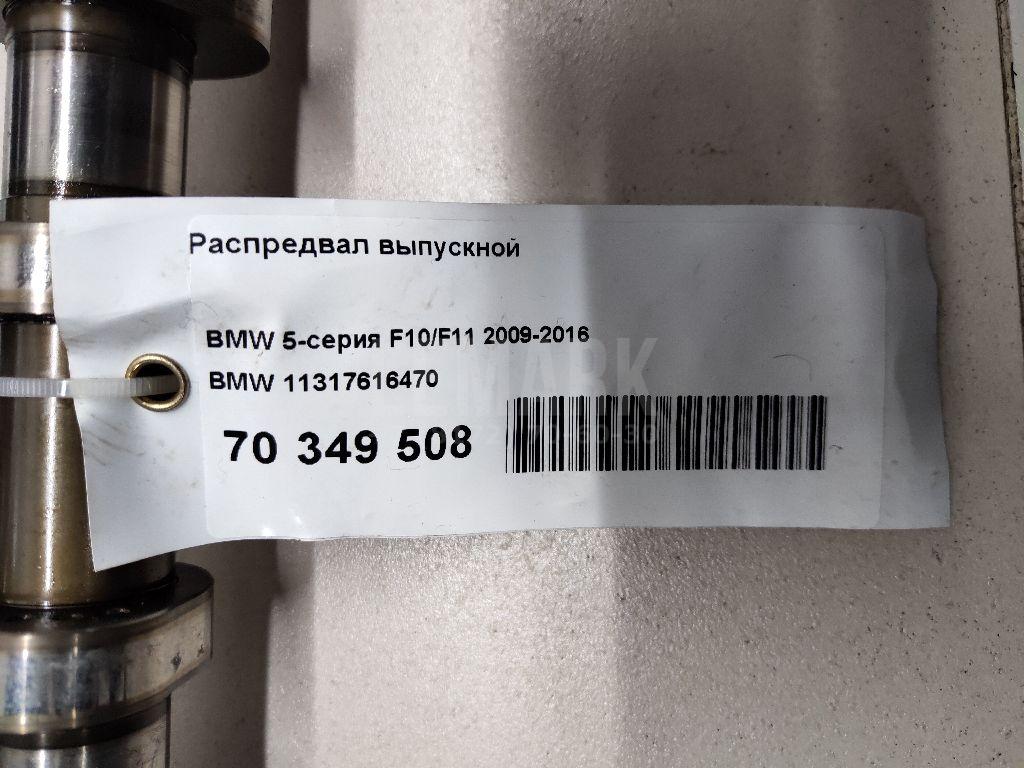 Распредвал выпускной
BMW 5-серия F10/F11 2009-2016
BMW 11317616470
70 349 508